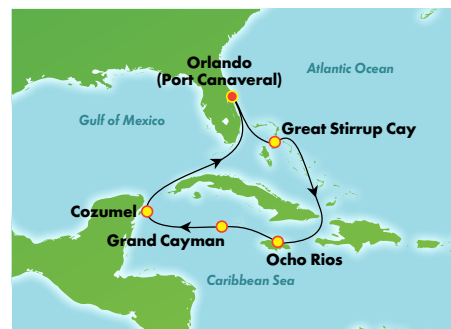 Orlando
(Port Canaveral)
Atlantic Ocean
Gulf of Mexico
Great Stirrup Cay
Cozumel
Grand Cayman
Ocho Rios
Caribbean Sea